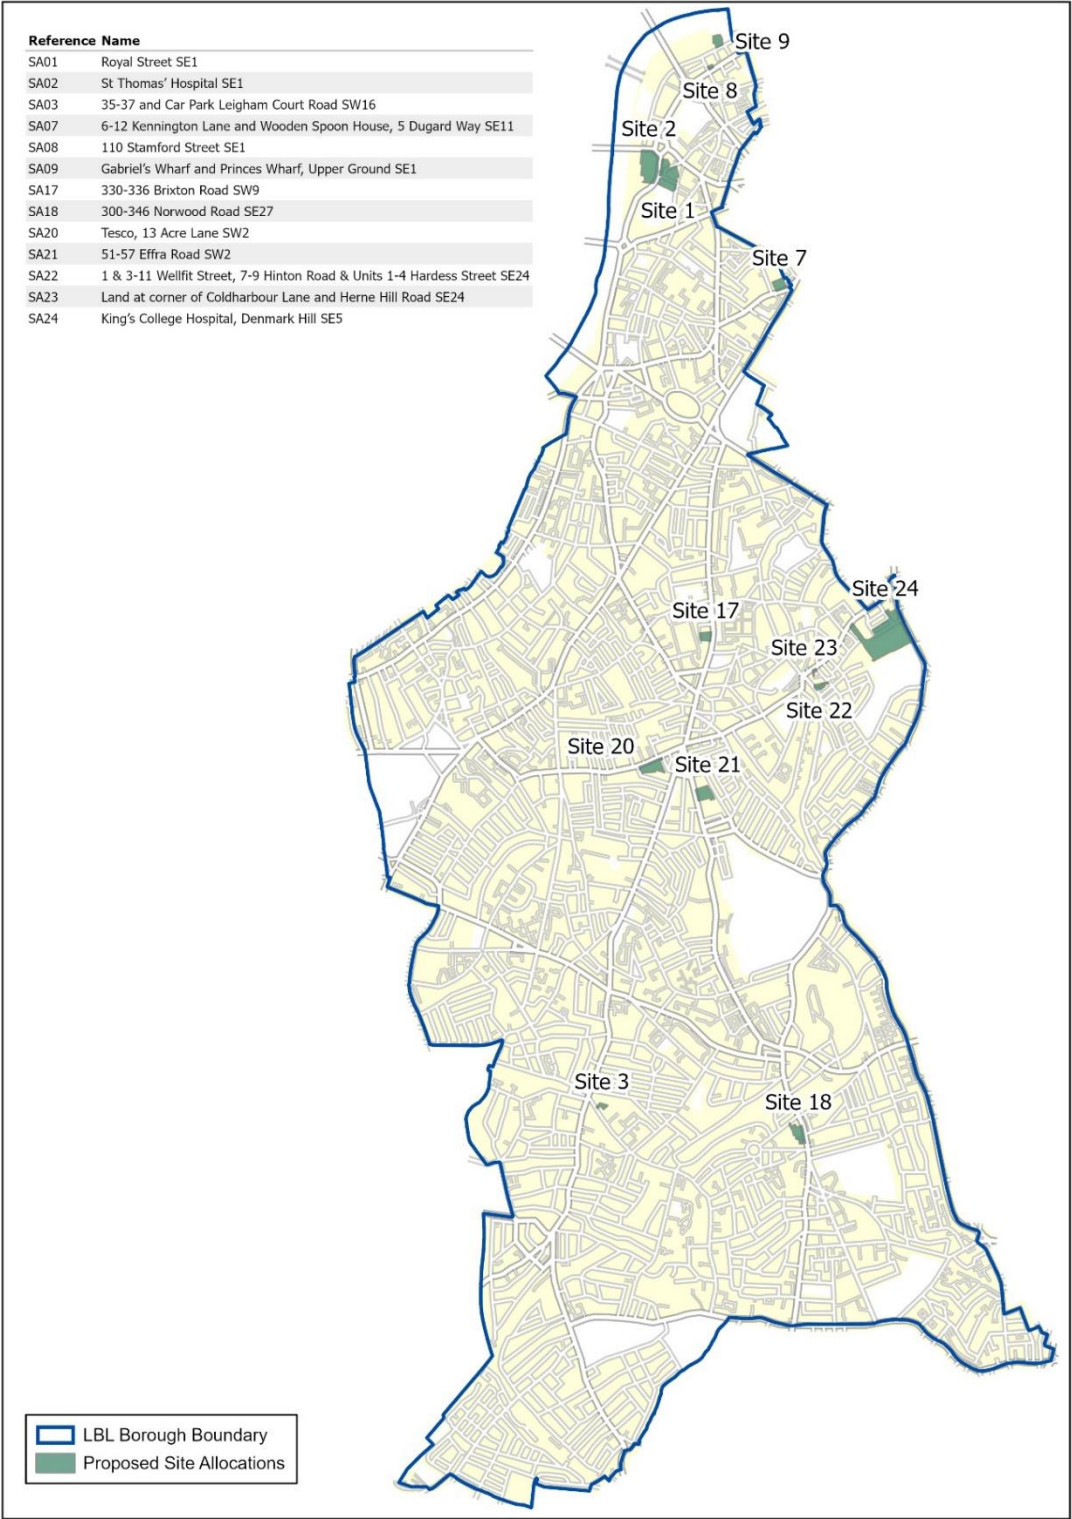 Reference Name
SA01 Royal Street SE1
SA02 St Thomas' Hospital SE1
SA03 35-37 and Car Park Leigham Court Road SW16
SA07 6-12 Kennington Lane and Wooden Spoon House, 5 Dugard Way SE11
SA08 110 Stamford Street SE1
SA09 Gabriel's Wharf and Princes Wharf, Upper Ground SE1
SA17 330-336 Brixton Road SW9
SA18 300-346 Norwood Road SE27
SA20 Tesco, 13 Acre Lane SW2
SA21 51-57 Effra Road SW2
SA22 1 & 3-11 Wellfit Street, 7-9 Hinton Road & Units 1-4 Hardess Street SE24
SA23 Land at corner of Coldharbour Lane and Herne Hill Road SE24
SA24 King's College Hospital, Denmark Hill SE5
Site 9
Site 8
Site 2
Site 1
Site 7
Site 24
Site 17
Site 23
Site 22
Site 20
Site 21
Site 3
Site 18
LBL Borough Boundary
Proposed Site Allocations